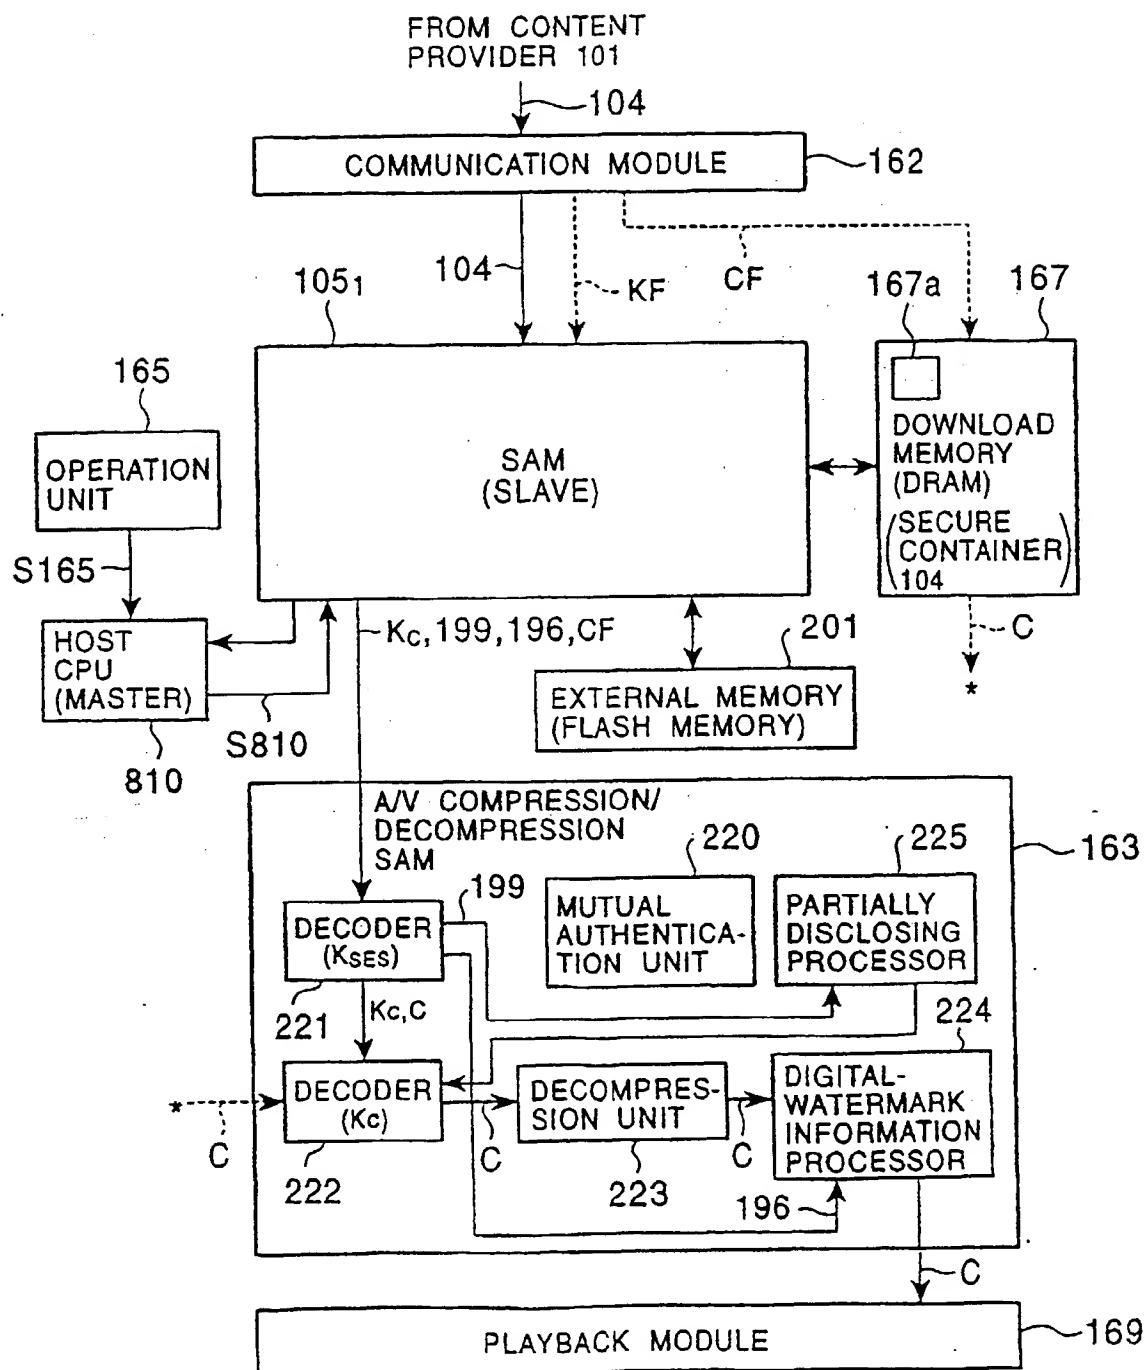 FROM CONTENT
PROVIDER 101
104
COMMUNICATION MODULE
162
104
KF
CF
105₁
167a
167
165
OPERATION
UNIT
SAM
(SLAVE)
DOWNLOAD
MEMORY
(DRAM)
(SECURE
CONTAINER
104)
S165
HOST
CPU
(MASTER)
KC,199,196,CF
201
C
*
EXTERNAL MEMORY
(FLASH MEMORY)
S810
810
A/V COMPRESSION/
DECOMPRESSION
SAM
163
220
225
199
DECODER
(KSES)
MUTUAL
AUTHENTICA-
TION UNIT
PARTIALLY
DISCLOSING
PROCESSOR
221
Kc,C
224
*
C
DECODER
(Kc)
C
DECOMPRES-
SION UNIT
C
DIGITAL-
WATERMARK
INFORMATION
PROCESSOR
222
223
196
C
PLAYBACK MODULE
169